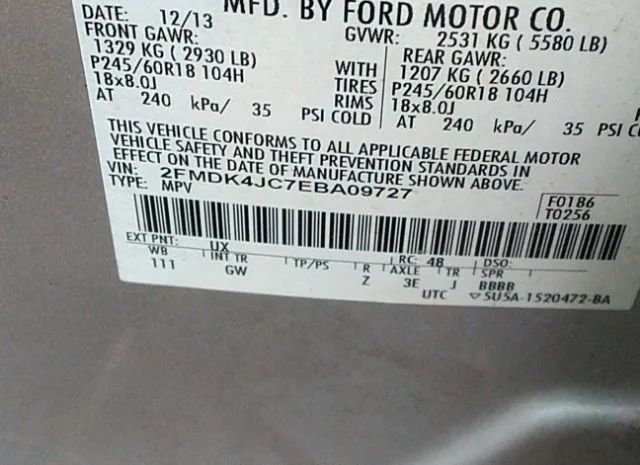 MFD. BY FORD MOTOR CO.
DATE: 12/13
GVWR: 2531 KG ( 5580 LB)
FRONT GAWR:
REAR GAWR:
1329 KG ( 2930 LB)
1207 KG ( 2660 LB)
P245/60R18 104H
WITH
TIRES
P245/60R18 104H
18x8.0J
RIMS
18x8.0J
AT 240 kPa/ 35 PSI COLD
AT 240 kPa/ 35 PSI
THIS VEHICLE CONFORMS TO ALL APPLICABLE FEDERAL MOTOR
VEHICLE SAFETY AND THEFT PREVENTION STANDARDS IN
EFFECT ON THE DATE OF MANUFACTURE SHOWN ABOVE.
VIN: 2FMDK4JC7EBA09727
TYPE: MPV
F0186
T0256
EXT PNT: UX
RC: 48
DSO:
WB
INT TR
TP/PS
R
AXLE
TR
SPR
111
GW
Z
3E
J
BBBB
UTC
▽5U5A-1520472-BA